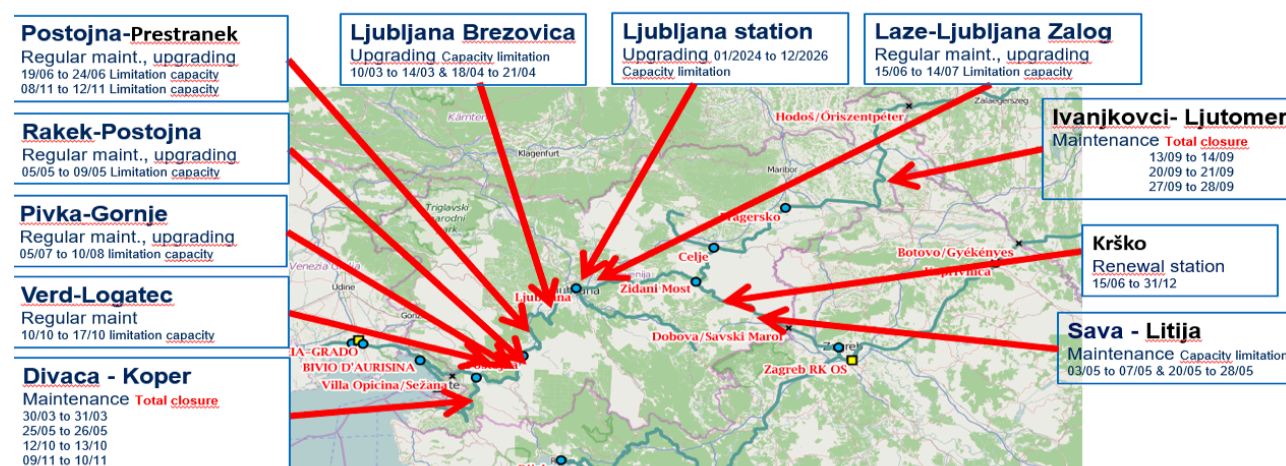 Postojna-Prestranek
Regular maint., upgrading
19/06 to 24/06 Limitation capacity
08/11 to 12/11 Limitation capacity
Rakek-Postojna
Regular maint., upgrading
05/05 to 09/05 Limitation capacity
Pivka-Gornje
Regular maint., upgrading
05/07 to 10/08 limitation capacity
Verd-Logatec
Regular maint
10/10 to 17/10 limitation capacity
Divaca - Koper
Maintenance Total closure
30/03 to 31/03
25/05 to 26/05
12/10 to 13/10
09/11 to 10/11
Ljubljana Brezovica
Upgrading Capacity limitation
10/03 to 14/03 & 18/04 to 21/04
Ljubljana station
Upgrading 01/2024 to 12/2026
Capacity limitation
Laze-Ljubljana Zalog
Regular maint., upgrading
15/06 to 14/07 Limitation capacity
Ivanjkovci- Ljutomer
Maintenance Total closure
13/09 to 14/09
20/09 to 21/09
27/09 to 28/09
Krško
Renewal station
15/06 to 31/12
Sava - Litija
Maintenance Capacity limitation
03/05 to 07/05 & 20/05 to 28/05
Zalaegerszeg
Hodoš/Őriszentpéter
Klagenfurt
Maribor
Triglavski
narodni
Pragersko
Botovo/Gyékényes
Koprivnica
Celje
Venezia
Udine
Zidani Most
Ljubljana
Dobova/Savski Marof
Zagreb
Zagreb RK OS
CIA-GRADO
BIVIO D'AURISINA
Villa Opicina/Sežana